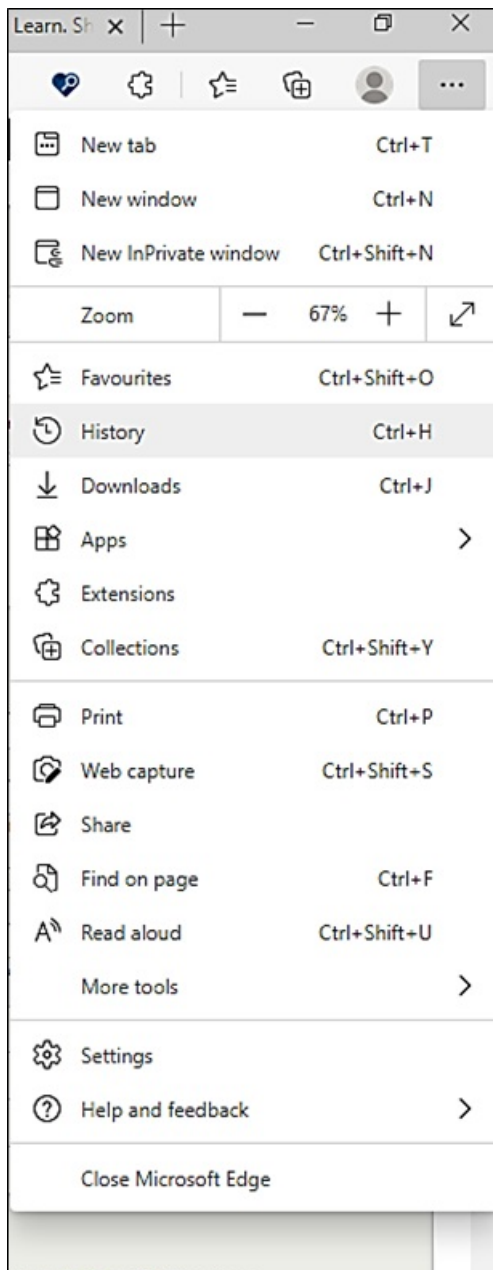 Learn. Sh
New tab Ctrl+T
New window Ctrl+N
New InPrivate window Ctrl+Shift+N
Zoom 67%
Favourites Ctrl+Shift+O
History Ctrl+H
Downloads Ctrl+J
Apps
Extensions
Collections Ctrl+Shift+Y
Print Ctrl+P
Web capture Ctrl+Shift+S
Share
Find on page Ctrl+F
Read aloud Ctrl+Shift+U
More tools
Settings
Help and feedback
Close Microsoft Edge